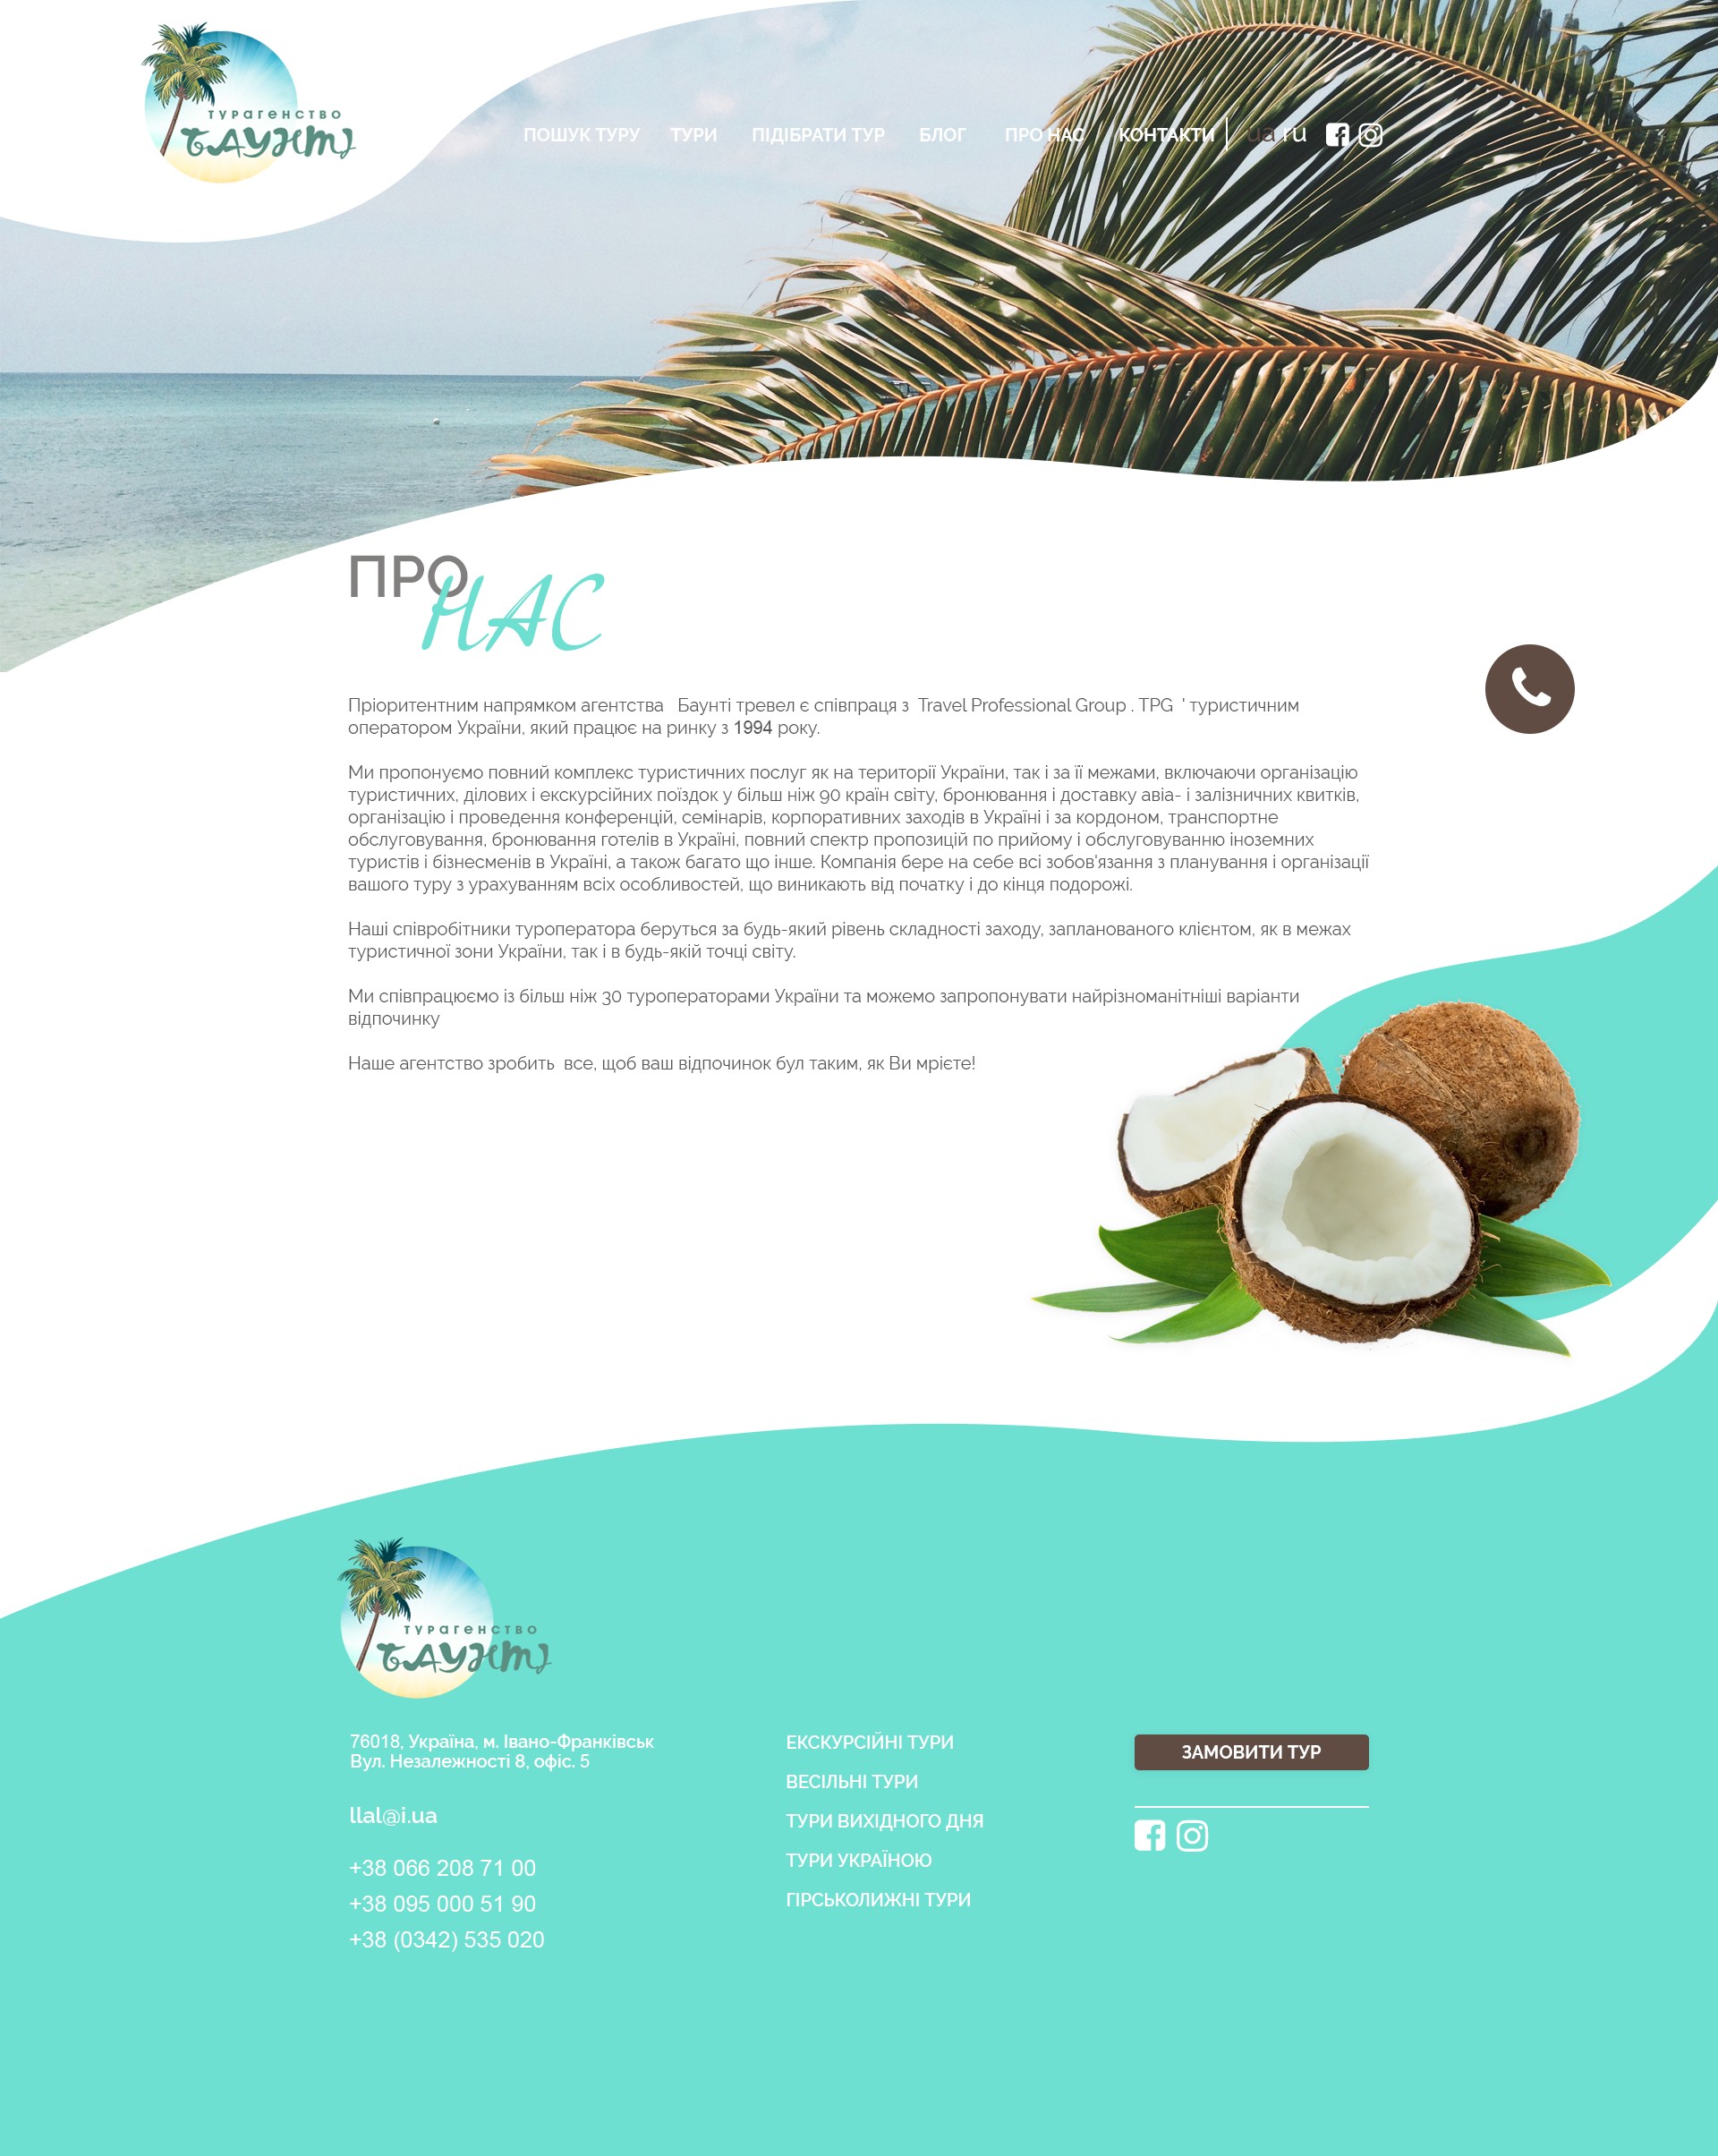 турагенство
Баунті
ПОШУК ТУРУ ТУРИ ПІДІБРАТИ ТУР БЛОГ ПРО НАС КОНТАКТИ ua ru
ПРО
НАС
Пріоритентним напрямком агентства Баунті тревел є співпраця з Travel Professional Group . TPG ' туристичним
оператором України, який працює на ринку з 1994 року.
Ми пропонуємо повний комплекс туристичних послуг як на території України, так і за її межами, включаючи організацію
туристичних, ділових і екскурсійних поїздок у більш ніж 90 країн світу, бронювання і доставку авіа- і залізничних квитків,
організацію і проведення конференцій, семінарів, корпоративних заходів в Україні і за кордоном, транспортне
обслуговування, бронювання готелів в Україні, повний спектр пропозицій по прийому і обслуговуванню іноземних
туристів і бізнесменів в Україні, а також багато що інше. Компанія бере на себе всі зобов'язання з планування і організації
вашого туру з урахуванням всіх особливостей, що виникають від початку і до кінця подорожі.
Наші співробітники туроператора беруться за будь-який рівень складності заходу, запланованого клієнтом, як в межах
туристичної зони України, так і в будь-якій точці світу.
Ми співпрацюємо із більш ніж 30 туроператорами України та можемо запропонувати найрізноманітніші варіанти
відпочинку
Наше агентство зробить все, щоб ваш відпочинок бул таким, як Ви мрієте!
турагенство
Баунті
76018, Україна, м. Івано-Франківськ
Вул. Незалежності 8, офіс. 5
llal@i.ua
+38 066 208 71 00
+38 095 000 51 90
+38 (0342) 535 020
ЕКСКУРСІЙНІ ТУРИ
ВЕСІЛЬНІ ТУРИ
ТУРИ ВИХІДНОГО ДНЯ
ТУРИ УКРАЇНОЮ
ГІРСЬКОЛИЖНІ ТУРИ
ЗАМОВИТИ ТУР